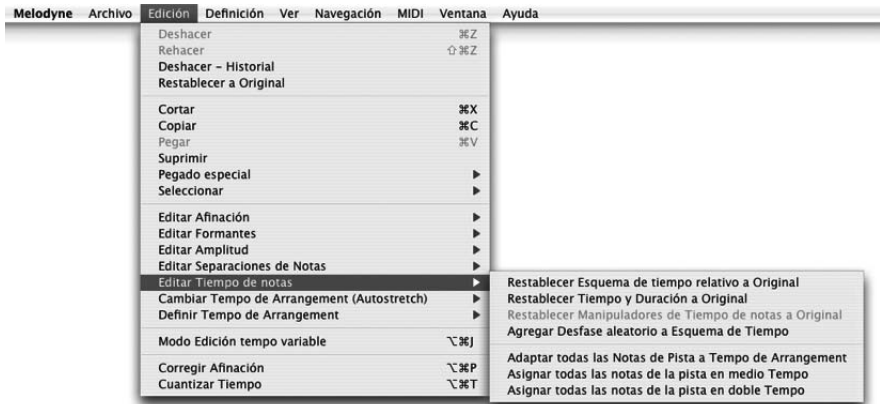 Melodyne Archivo Edición Definición Ver Navegación MIDI Ventana Ayuda
Deshacer ⌘Z
Rehacer ⇧⌘Z
Deshacer – Historial
Restablecer a Original
Cortar ⌘X
Copiar ⌘C
Pegar ⌘V
Suprimir
Pegado especial
Seleccionar
Editar Afinación
Editar Formantes
Editar Amplitud
Editar Separaciones de Notas
Editar Tiempo de notas
Cambiar Tempo de Arrangement (Autostretch)
Definir Tempo de Arrangement
Modo Edición tempo variable ⌥⌘J
Corregir Afinación ⌥⌘P
Cuantizar Tiempo ⌥⌘T
Restablecer Esquema de tiempo relativo a Original
Restablecer Tiempo y Duración a Original
Restablecer Manipuladores de Tiempo de notas a Original
Agregar Desfase aleatorio a Esquema de Tiempo
Adaptar todas las Notas de Pista a Tempo de Arrangement
Asignar todas las notas de la pista en medio Tempo
Asignar todas las notas de la pista en doble Tempo